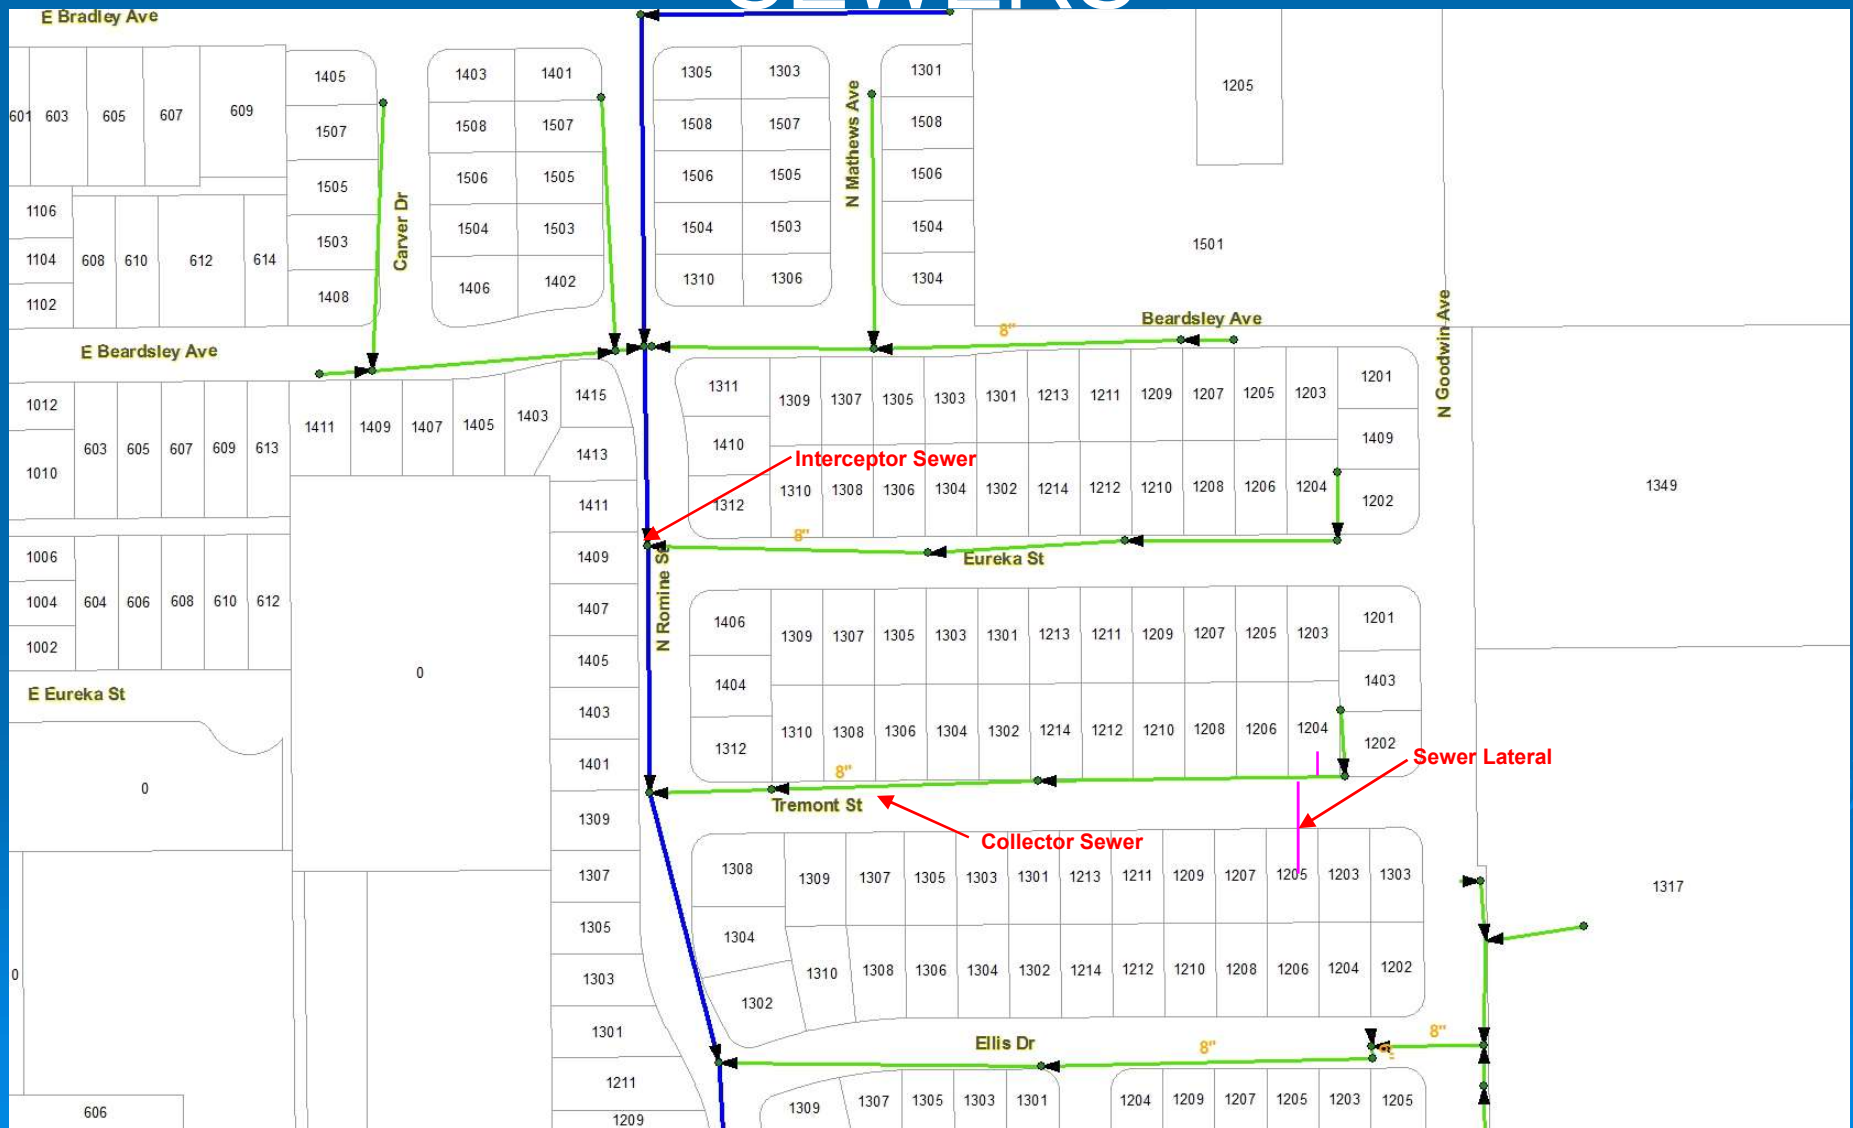 SEWERS
E Bradley Ave
1405
1403 1401
1305 1303
1301
1205
601 603 605 607 609
1507
1508 1507
1508 1507
1508
N Mathews Ave
1505
1506 1505
1506 1505
1506
Carver Dr
1106
1503
1504 1503
1504 1503
1504
1501
1104 608 610 612 614
1102
1408
1406 1402
1310 1306
1304
Beardsley Ave
8"
N Goodwin Ave
E Beardsley Ave
1012
1415
1311
1309 1307 1305 1303 1301 1213 1211 1209 1207 1205 1203
1201
603 605 607 609 613
1411 1409 1407 1405 1403
1413
1410
1409
1010
Interceptor Sewer
1411
1312
1310 1308 1306 1304 1302 1214 1212 1210 1208 1206 1204
1202
1349
8"
Eureka St
1006
1409
N Romine St
1004 604 606 608 610 612
1407
1406
1309 1307 1305 1303 1301 1213 1211 1209 1207 1205 1203
1201
1002
1405
0
1404
1403
E Eureka St
1403
1312
1310 1308 1306 1304 1302 1214 1212 1210 1208 1206 1204
1202
Sewer Lateral
0
1401
8"
Tremont St
1309
Collector Sewer
1307
1308
1309 1307 1305 1303 1301 1213 1211 1209 1207 1205 1203 1303
1317
1305
1304
0
1303
1310 1308 1306 1304 1302 1214 1212 1210 1208 1206 1204 1202
1302
1301
Ellis Dr
8"
8"
1211
606
1209
1309 1307 1305 1303 1301
1204 1209 1207 1205 1203 1205